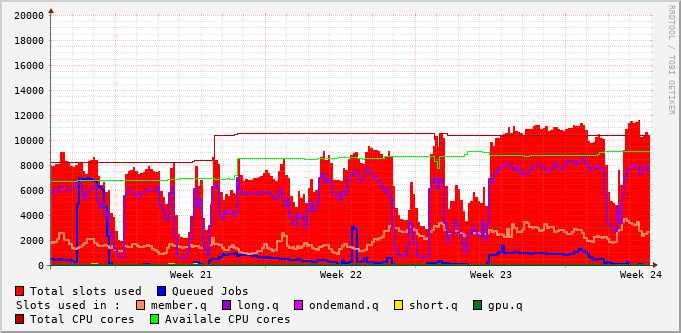 20000
18000
16000
14000
12000
10000
8000
6000
4000
2000
0
Week 21 Week 22 Week 23 Week 24
RRDTOOL / TOBI OETIKER
Total slots used Queued Jobs
Slots used in : member.q long.q ondemand.q short.q gpu.q
Total CPU cores Availale CPU cores